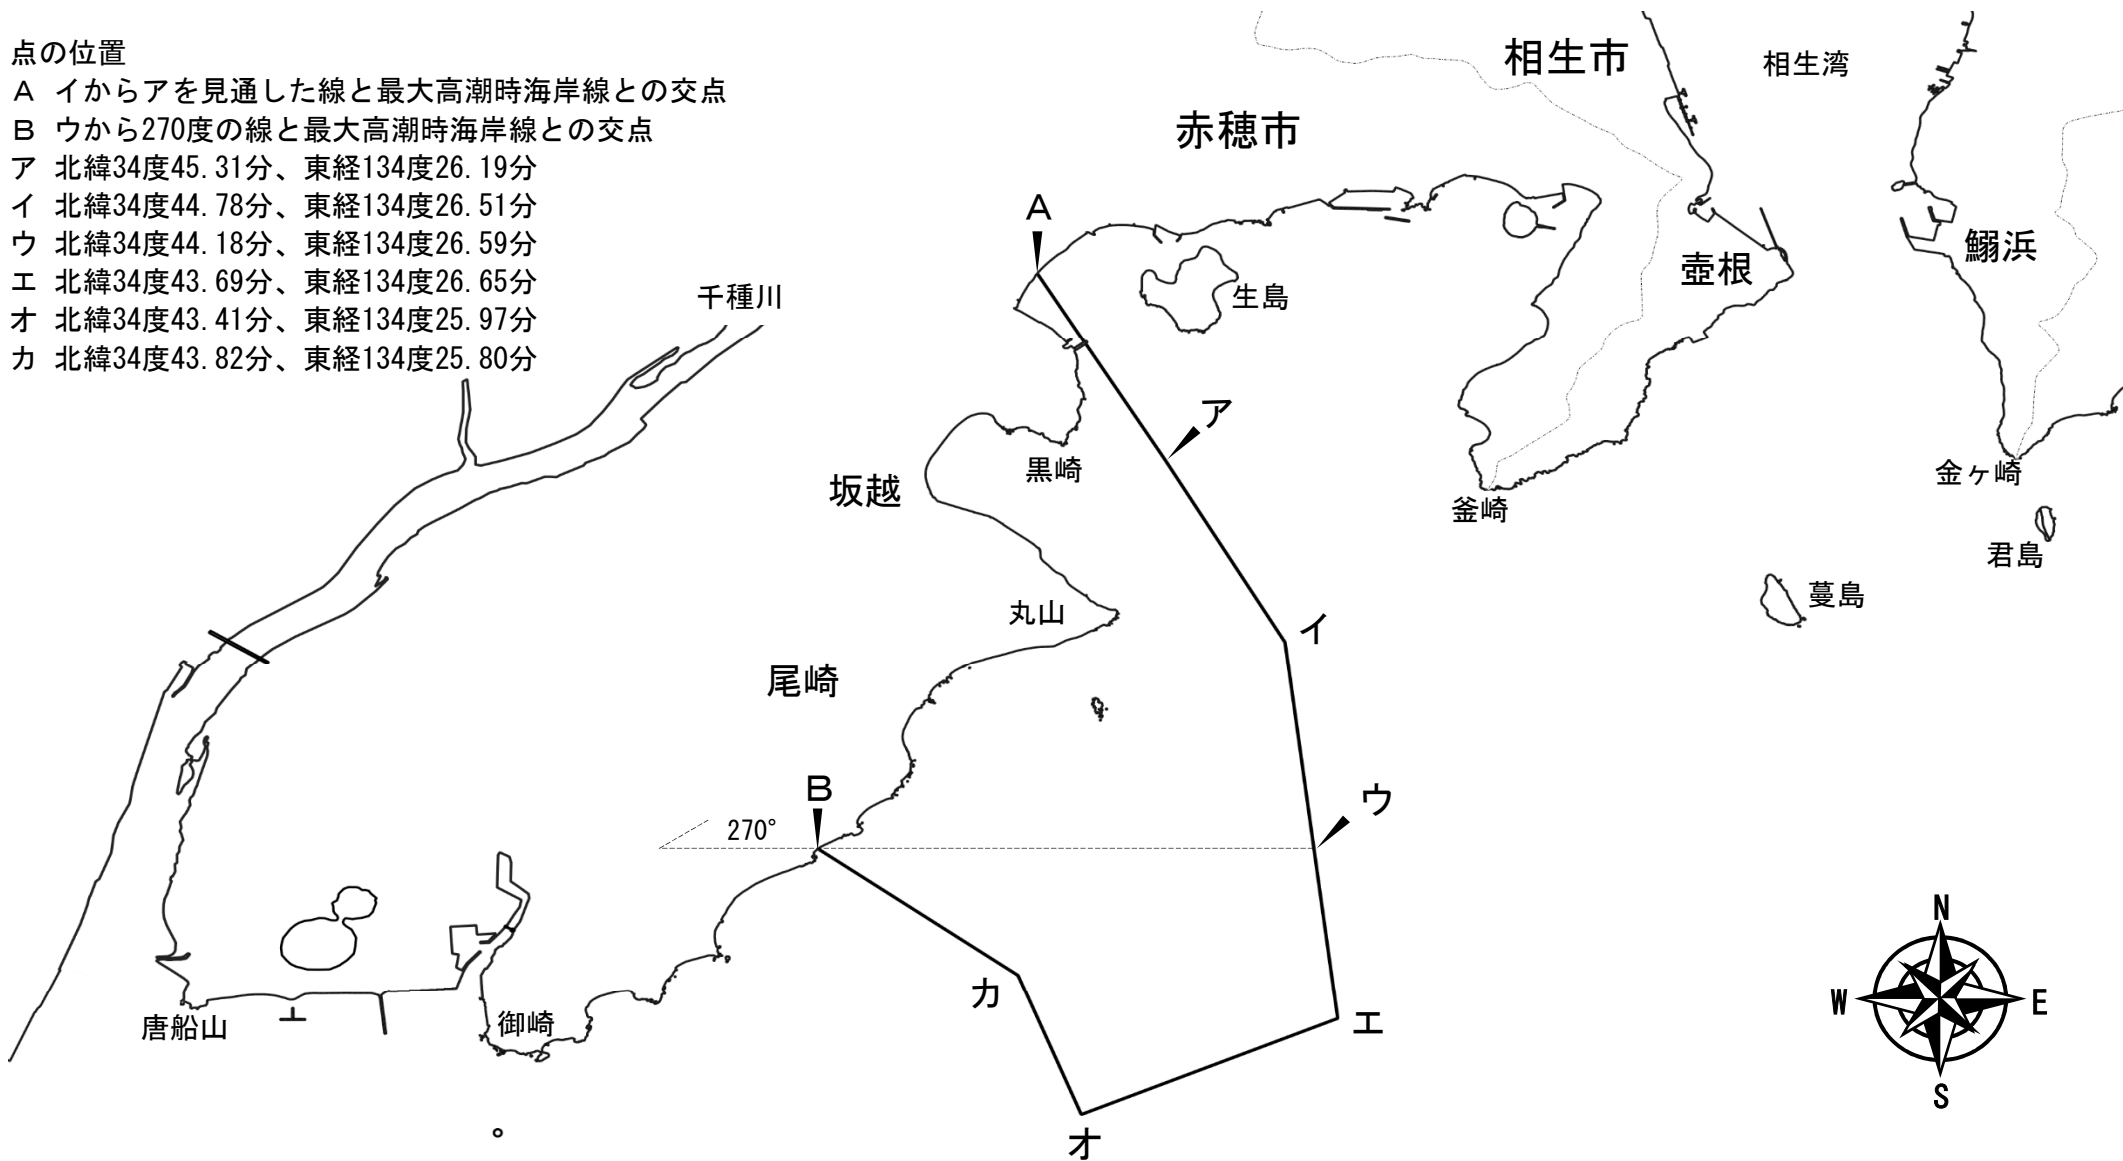 点の位置
A イからアを見通した線と最大高潮時海岸線との交点
B ウから270度の線と最大高潮時海岸線との交点
ア 北緯34度45.31分、東経134度26.19分
イ 北緯34度44.78分、東経134度26.51分
ウ 北緯34度44.18分、東経134度26.59分
エ 北緯34度43.69分、東経134度26.65分
オ 北緯34度43.41分、東経134度25.97分
カ 北緯34度43.82分、東経134度25.80分
相生市
相生湾
赤穂市
A
鰯浜
壺根
生島
千種川
ア
黒崎
金ヶ崎
坂越
釜崎
君島
蔓島
丸山
イ
尾崎
B
ウ
270°
N
カ
W
E
エ
唐船山
御崎
S
オ